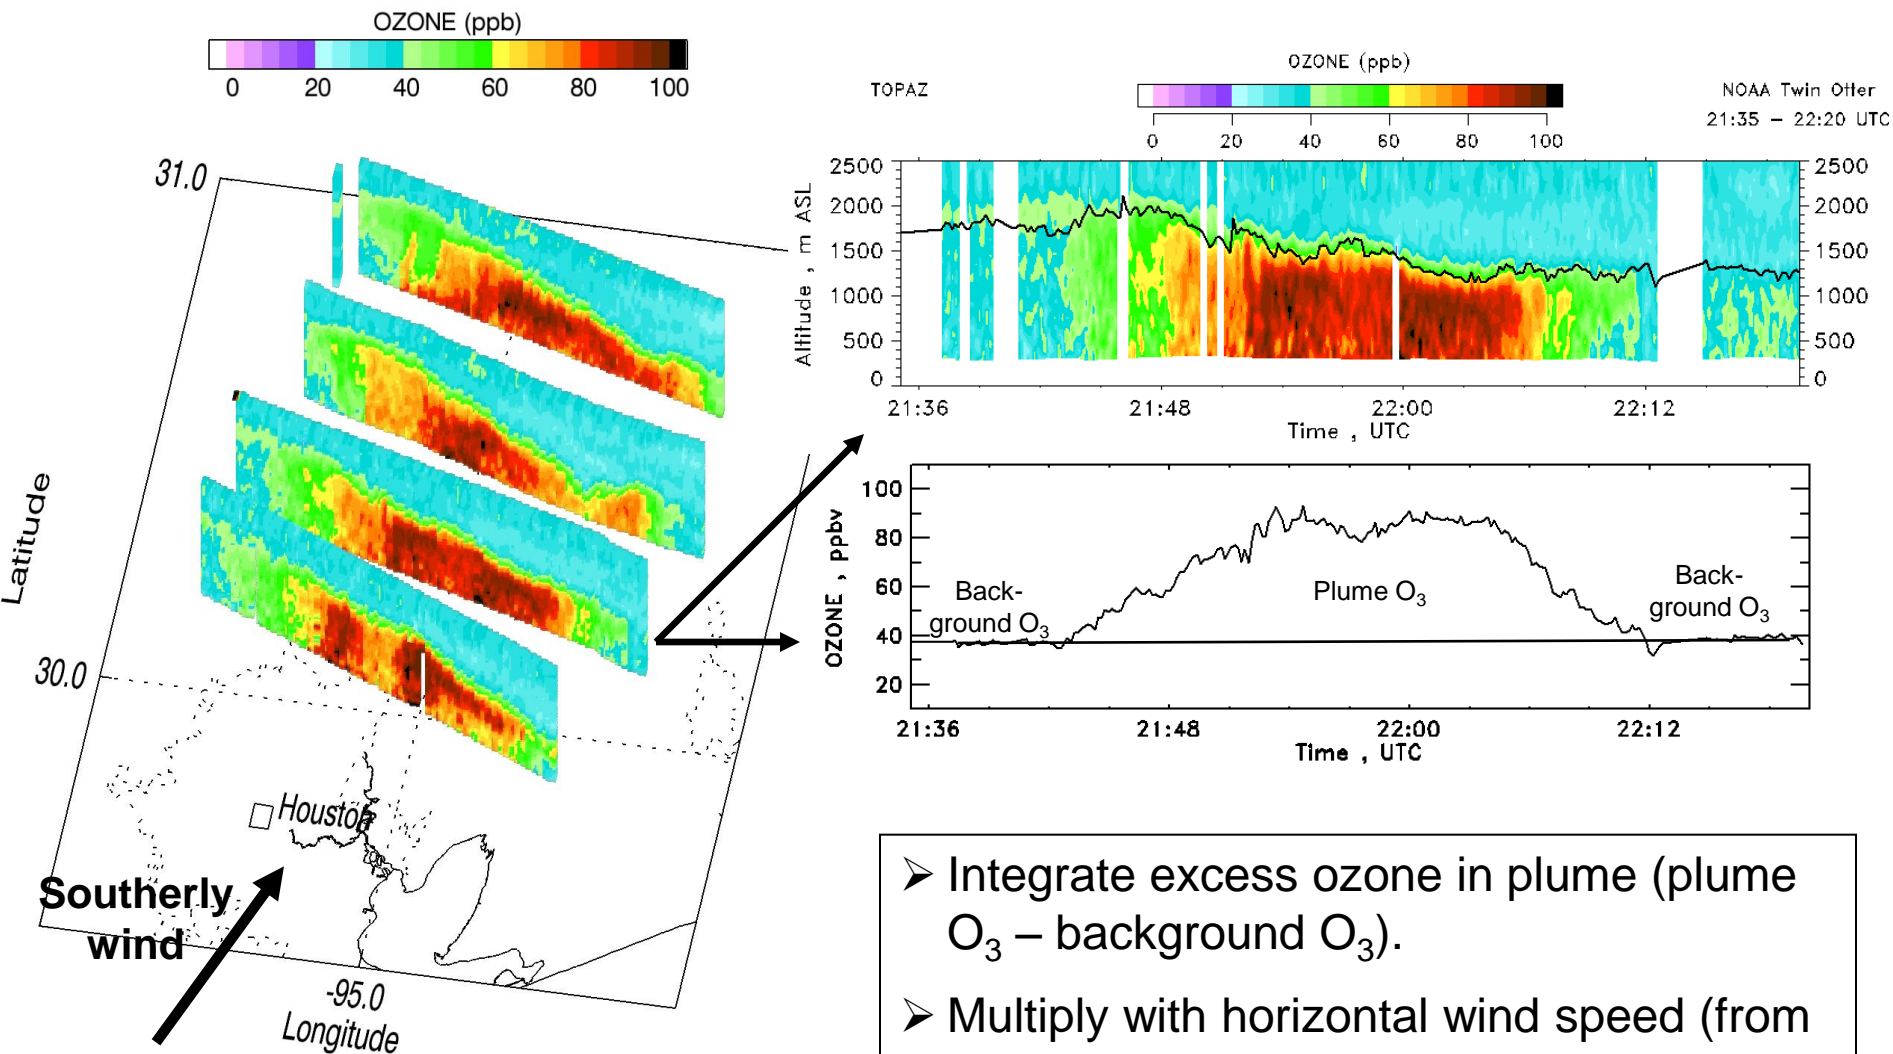 OZONE (ppb)
0 20 40 60 80 100
31.0
30.0
Latitude
Houston
Southerly
wind
-95.0
Longitude
OZONE (ppb)
TOPAZ
NOAA Twin Otter
21:35 – 22:20 UTC
0 20 40 60 80 100
2500 2500
2000 2000
1500 1500
1000 1000
500 500
0 0
Altitude , m ASL
21:36 21:48 22:00 22:12
Time , UTC
100
80
60
40
20
OZONE , ppbv
Back-
ground O₃
Plume O₃
Back-
ground O₃
21:36 21:48 22:00 22:12
Time , UTC
➢ Integrate excess ozone in plume (plume
O₃ – background O₃).
➢ Multiply with horizontal wind speed (from